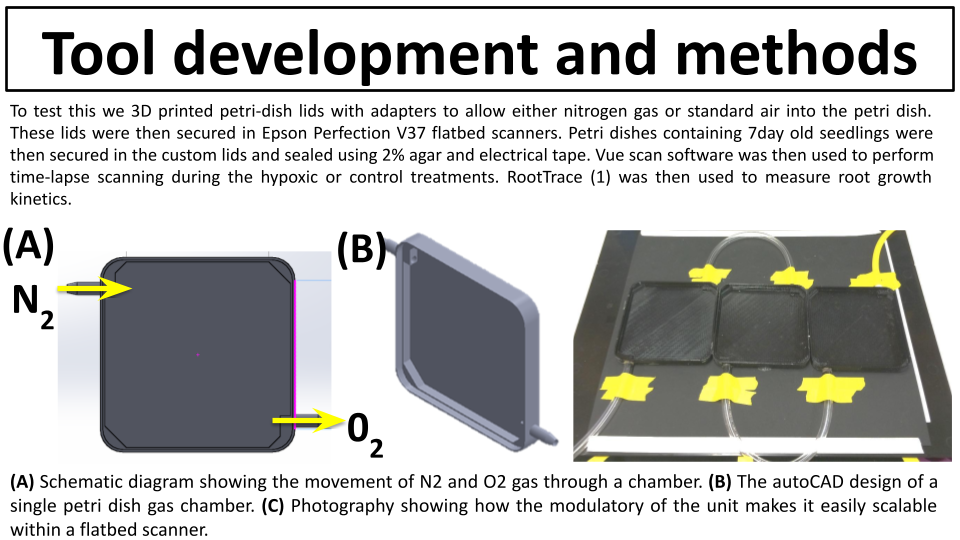 Tool development and methods
To test this we 3D printed petri-dish lids with adapters to allow either nitrogen gas or standard air into the petri dish.
These lids were then secured in Epson Perfection V37 flatbed scanners. Petri dishes containing 7day old seedlings were
then secured in the custom lids and sealed using 2% agar and electrical tape. Vue scan software was then used to perform
time-lapse scanning during the hypoxic or control treatments. RootTrace (1) was then used to measure root growth
kinetics.
(A)
(B)
N2
02
(A) Schematic diagram showing the movement of N2 and O2 gas through a chamber. (B) The autoCAD design of a
single petri dish gas chamber. (C) Photography showing how the modulatory of the unit makes it easily scalable
within a flatbed scanner.